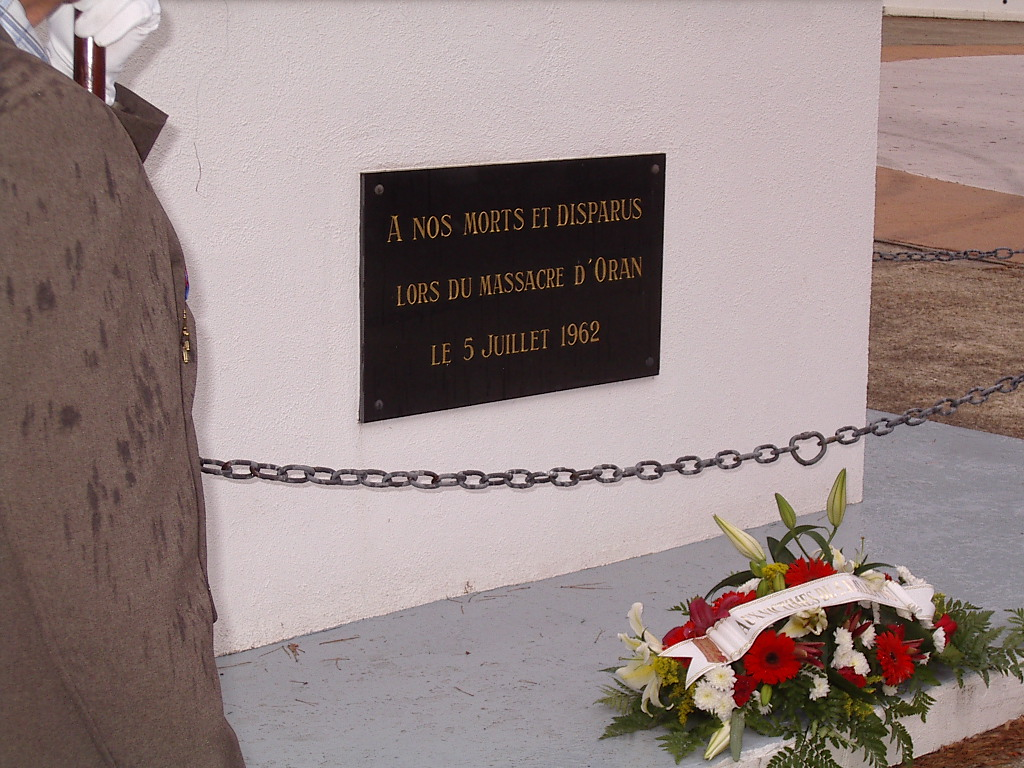 A NOS MORTS ET DISPARUS
LORS DU MASSACRE D'ORAN
LE 5 JUILLET 1962